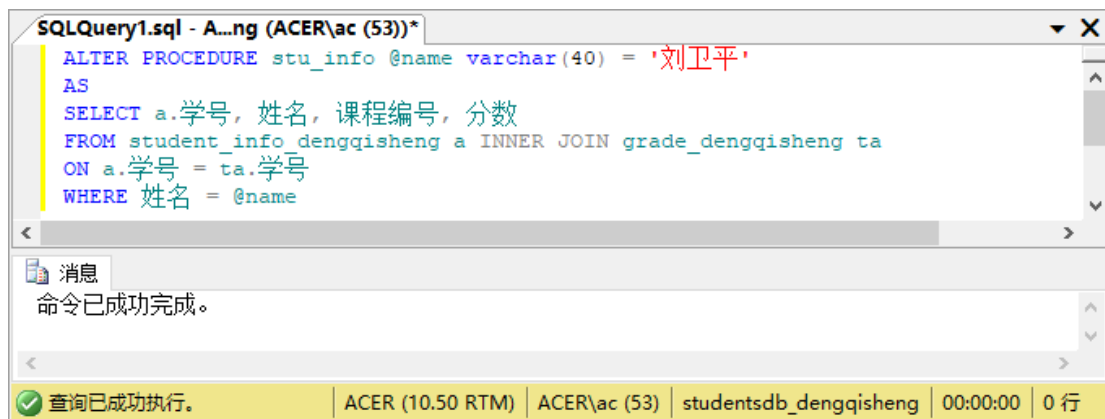 SQLQuery1.sql - A...ng (ACER\ac (53))*
ALTER PROCEDURE stu_info @name varchar(40) = '刘卫平'
AS
SELECT a.学号, 姓名, 课程编号, 分数
FROM student_info_dengqisheng a INNER JOIN grade_dengqisheng ta
ON a.学号 = ta.学号
WHERE 姓名 = @name
消息
命令已成功完成。
查询已成功执行。 ACER (10.50 RTM) ACER\ac (53) studentsdb_dengqisheng 00:00:00 0 行